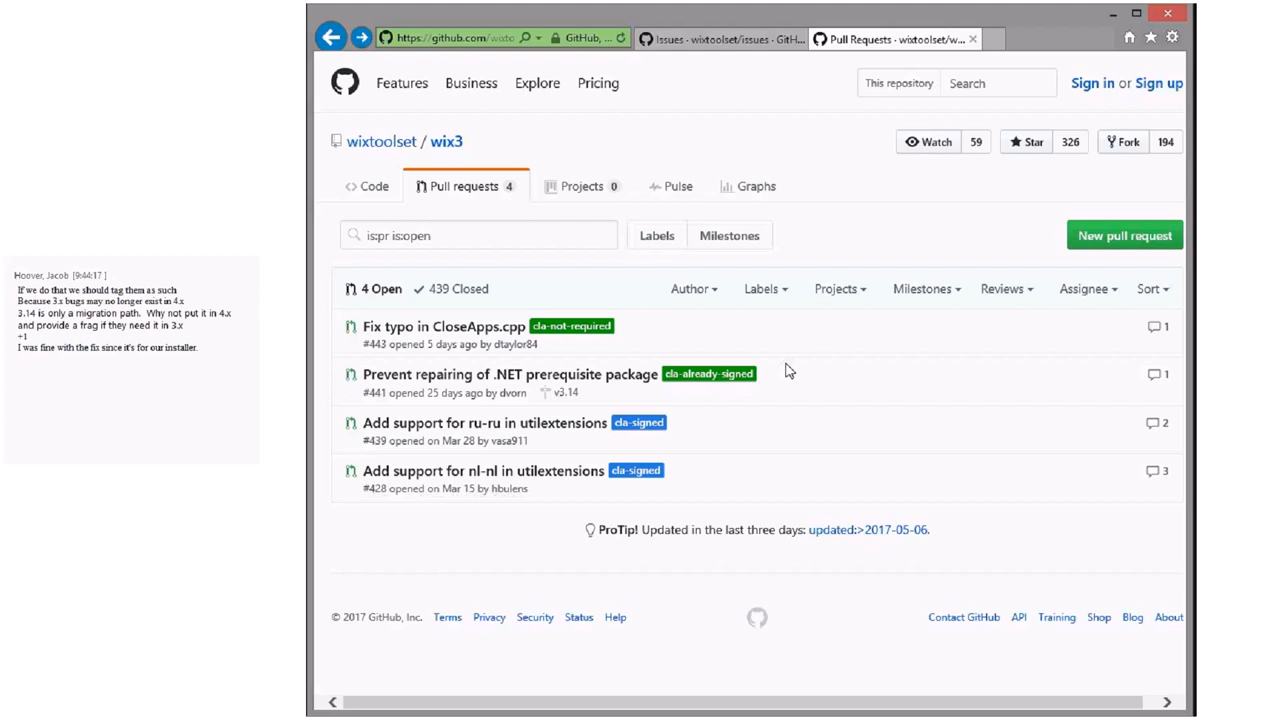 Hoover, Jacob [9:44:17 ]
If we do that we should tag them as such
Because 3.x bugs may no longer exist in 4.x
3.14 is only a migration path.  Why not put it in 4.x
and provide a frag if they need it in 3.x
+1
I was fine with the fix since it's for our installer.
https://github.com/wixto GitHub, ... Issues · wixtoolset/issues · GitH... Pull Requests · wixtoolset/w...
Features Business Explore Pricing This repository Search Sign in or Sign up
wixtoolset / wix3 Watch 59 Star 326 Fork 194
Code Pull requests 4 Projects 0 Pulse Graphs
is:pr is:open Labels Milestones New pull request
4 Open 439 Closed Author Labels Projects Milestones Reviews Assignee Sort
Fix typo in CloseApps.cpp cla-not-required 1
#443 opened 5 days ago by dtaylor84
Prevent repairing of .NET prerequisite package cla-already-signed 1
#441 opened 25 days ago by dvorn v3.14
Add support for ru-ru in utilextensions cla-signed 2
#439 opened on Mar 28 by vasa911
Add support for nl-nl in utilextensions cla-signed 3
#428 opened on Mar 15 by hbulens
ProTip! Updated in the last three days: updated:>2017-05-06.
© 2017 GitHub, Inc. Terms Privacy Security Status Help Contact GitHub API Training Shop Blog About